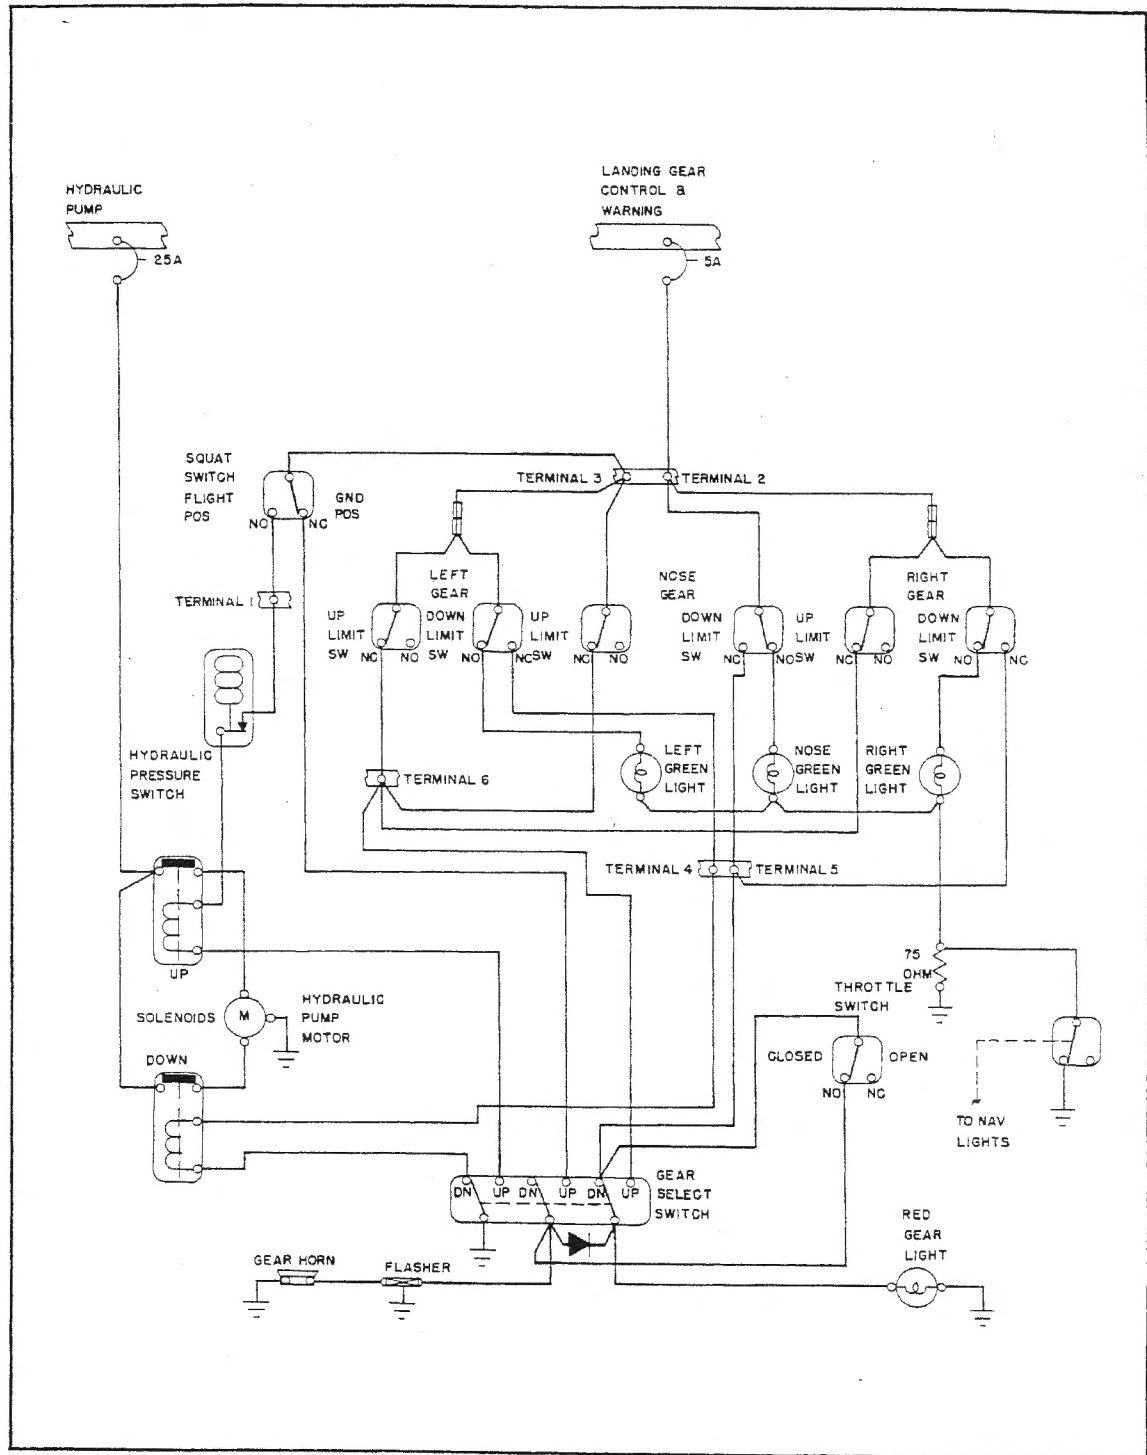 HYDRAULIC
PUMP
25A
LANDING GEAR
CONTROL &
WARNING
5A
SQUAT
SWITCH
FLIGHT
POS
GND
POS
NO
NC
TERMINAL 3
TERMINAL 2
TERMINAL 1
LEFT
GEAR
NOSE
GEAR
RIGHT
GEAR
UP
LIMIT
SW
NC
NO
DOWN
LIMIT
SW
NO
NC
UP
LIMIT
SW
NC
NO
DOWN
LIMIT
SW
NC
NO
UP
LIMIT
SW
NC
NO
DOWN
LIMIT
SW
NO
NC
HYDRAULIC
PRESSURE
SWITCH
TERMINAL 6
LEFT
GREEN
LIGHT
NOSE
GREEN
LIGHT
RIGHT
GREEN
LIGHT
TERMINAL 4
TERMINAL 5
UP
SOLENOIDS
M
HYDRAULIC
PUMP
MOTOR
DOWN
75
OHM
THROTTLE
SWITCH
CLOSED
OPEN
NO
NC
TO NAV
LIGHTS
DN
UP
DN
UP
DN
UP
GEAR
SELECT
SWITCH
GEAR HORN
FLASHER
RED
GEAR
LIGHT